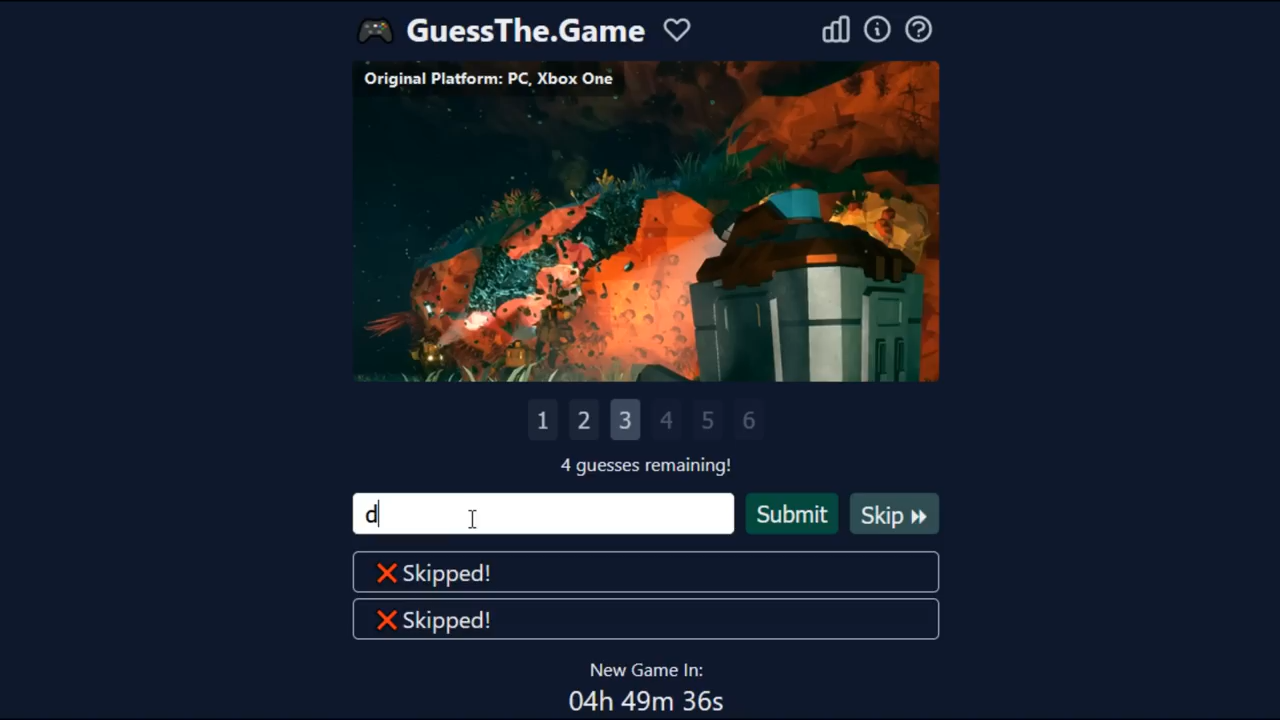 GuessThe.Game
Original Platform: PC, Xbox One
1 2 3 4 5 6
4 guesses remaining!
d
Submit
Skip
❌ Skipped!
❌ Skipped!
New Game In:
04h 49m 36s